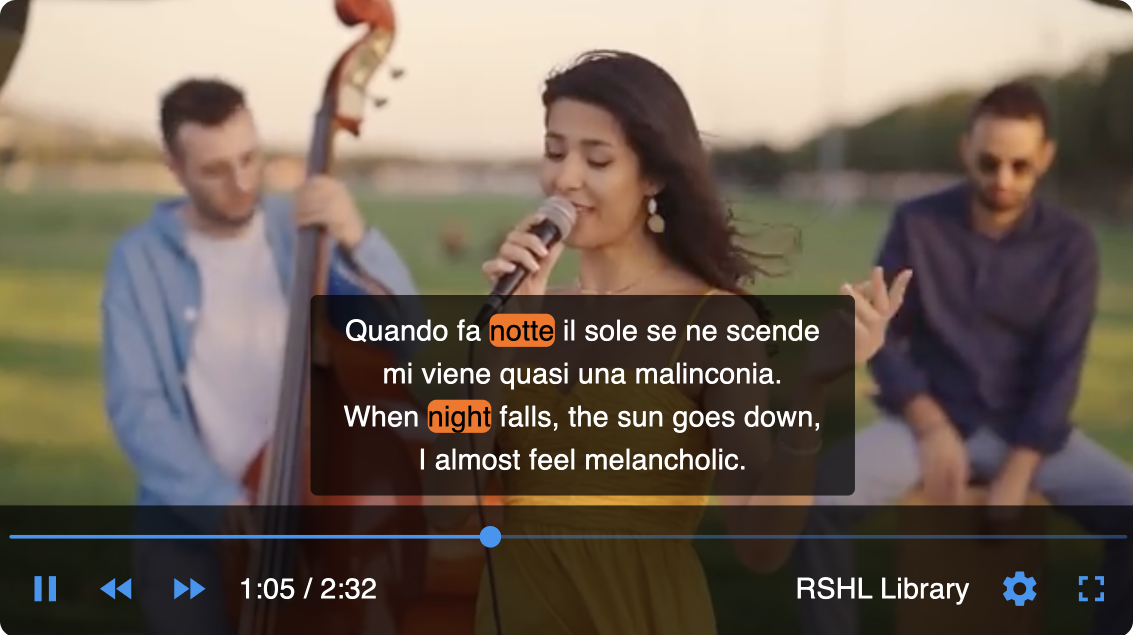 Quando fa notte il sole se ne scende
mi viene quasi una malinconia.
When night falls, the sun goes down,
I almost feel melancholic.
1:05 / 2:32
RSHL Library